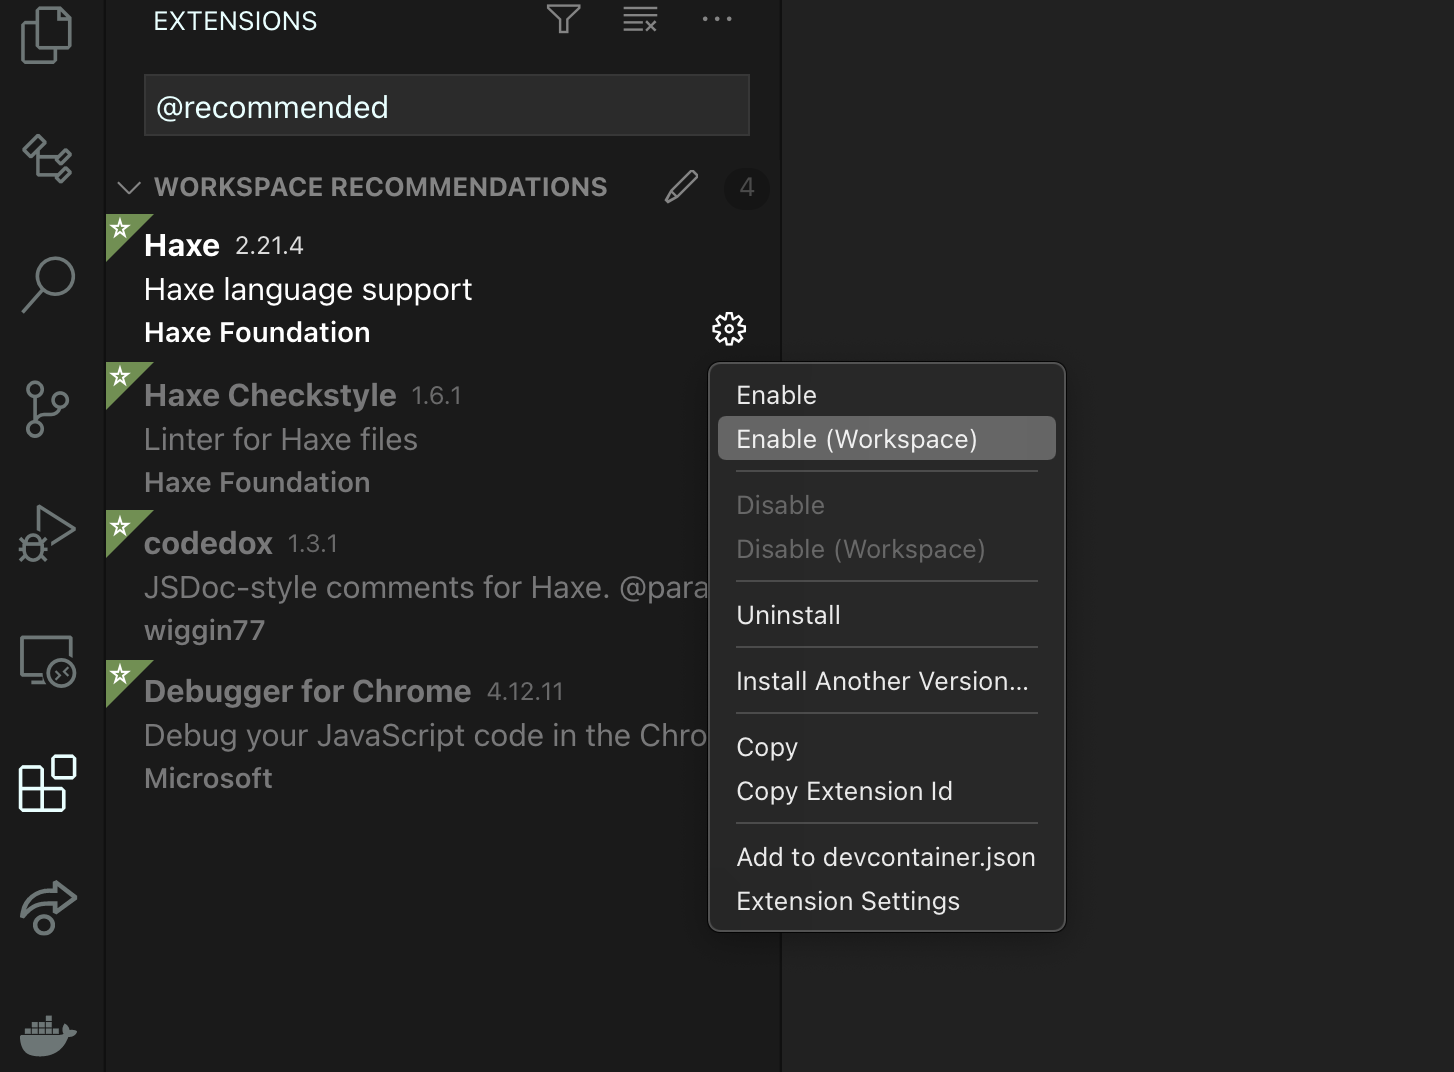 EXTENSIONS
@recommended
WORKSPACE RECOMMENDATIONS 4
Haxe 2.21.4
Haxe language support
Haxe Foundation
Haxe Checkstyle 1.6.1
Linter for Haxe files
Haxe Foundation
codedox 1.3.1
JSDoc-style comments for Haxe. @para
wiggin77
Debugger for Chrome 4.12.11
Debug your JavaScript code in the Chro
Microsoft
Enable
Enable (Workspace)
Disable
Disable (Workspace)
Uninstall
Install Another Version...
Copy
Copy Extension Id
Add to devcontainer.json
Extension Settings